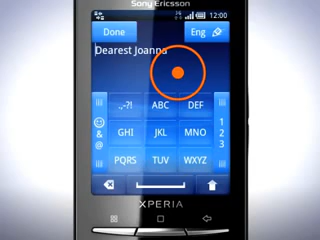 Sony Ericsson
12:00
Done
Eng
Dearest Joanna
.,-?!
ABC
DEF
GHI
JKL
MNO
PQRS
TUV
WXYZ
&
@
1
2
3
XPERIA